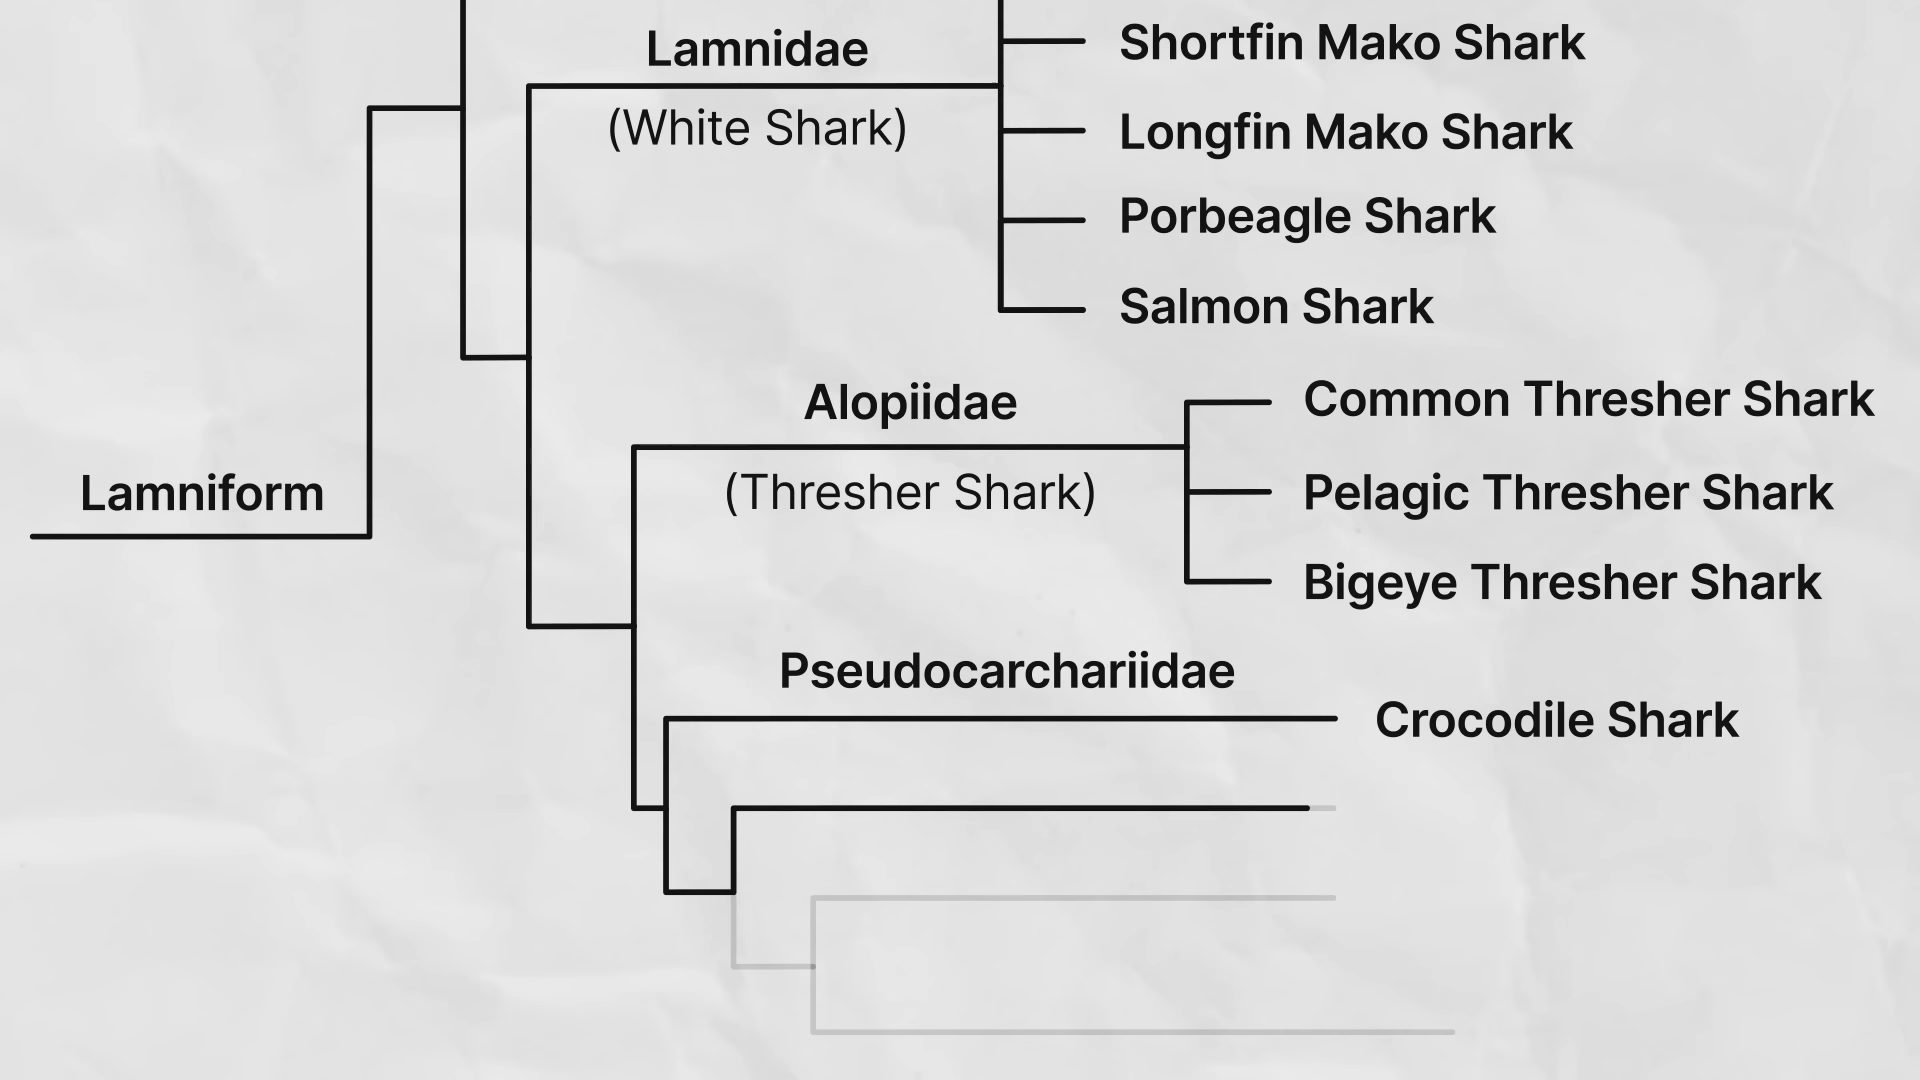 Lamniform
Lamnidae
(White Shark)
Shortfin Mako Shark
Longfin Mako Shark
Porbeagle Shark
Salmon Shark
Alopiidae
(Thresher Shark)
Common Thresher Shark
Pelagic Thresher Shark
Bigeye Thresher Shark
Pseudocarchariidae
Crocodile Shark